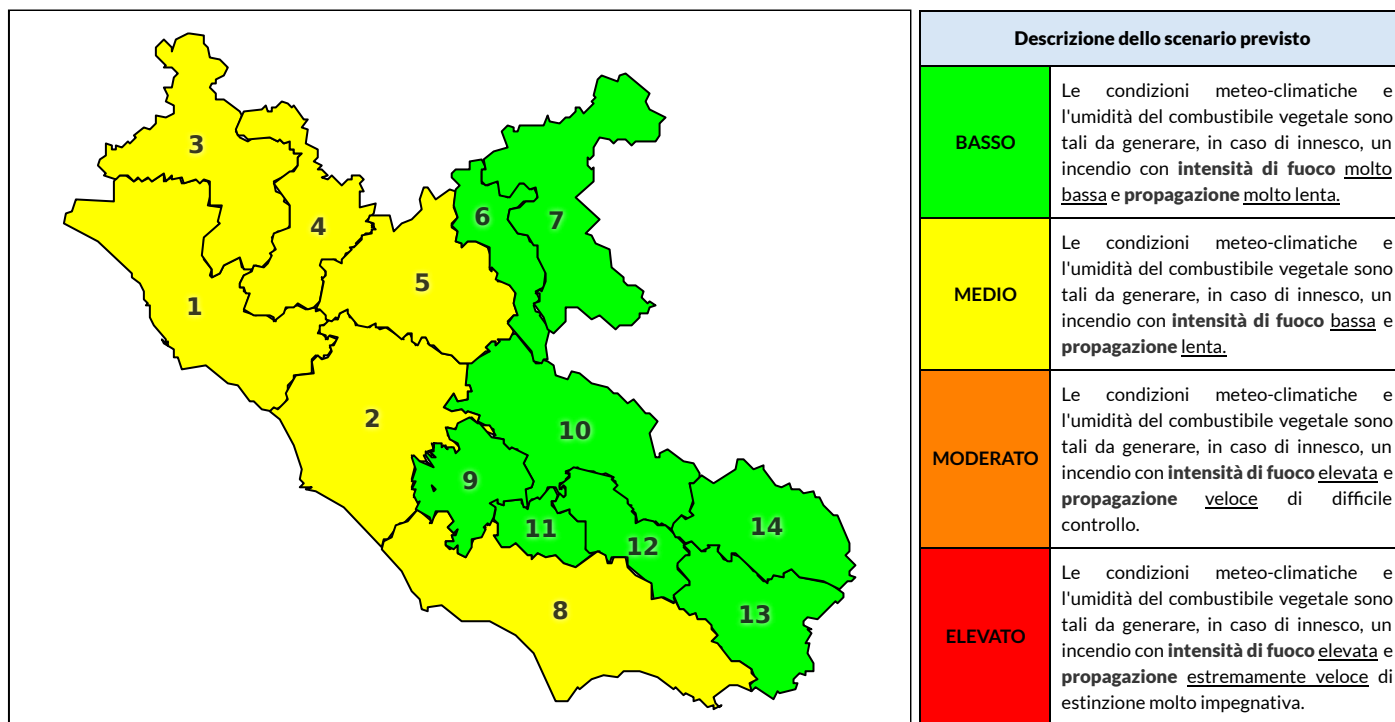 3
4
6
7
5
1
2
10
9
11
12
14
8
13
Descrizione dello scenario previsto
BASSO
Le condizioni meteo-climatiche e
l'umidità del combustibile vegetale sono
tali da generare, in caso di innesco, un
incendio con intensità di fuoco molto
bassa e propagazione molto lenta.
MEDIO
Le condizioni meteo-climatiche e
l'umidità del combustibile vegetale sono
tali da generare, in caso di innesco, un
incendio con intensità di fuoco bassa e
propagazione lenta.
MODERATO
Le condizioni meteo-climatiche e
l'umidità del combustibile vegetale sono
tali da generare, in caso di innesco, un
incendio con intensità di fuoco elevata e
propagazione veloce di difficile
controllo.
ELEVATO
Le condizioni meteo-climatiche e
l'umidità del combustibile vegetale sono
tali da generare, in caso di innesco, un
incendio con intensità di fuoco elevata e
propagazione estremamente veloce di
estinzione molto impegnativa.